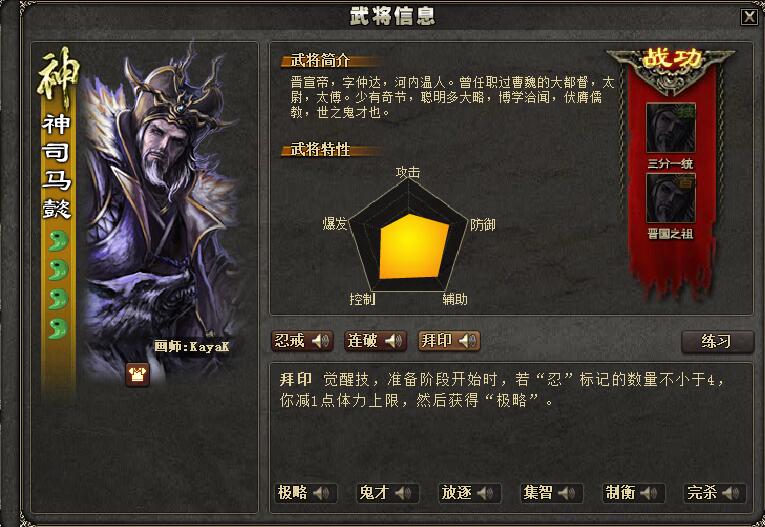 武将信息
神
神司马懿
画师:KayaK
武将简介
晋宣帝，字仲达，河内温人。曾任职过曹魏的大都督，太
尉，太傅。少有奇节，聪明多大略，博学洽闻，伏膺儒
教，世之鬼才也。
武将特性
攻击
爆发
防御
控制
辅助
战功
三分一统
晋国之祖
忍戒
连破
拜印
练习
拜印 觉醒技，准备阶段开始时，若“忍”标记的数量不小于4，
你减1点体力上限，然后获得“极略”。
极略
鬼才
放逐
集智
制衡
完杀